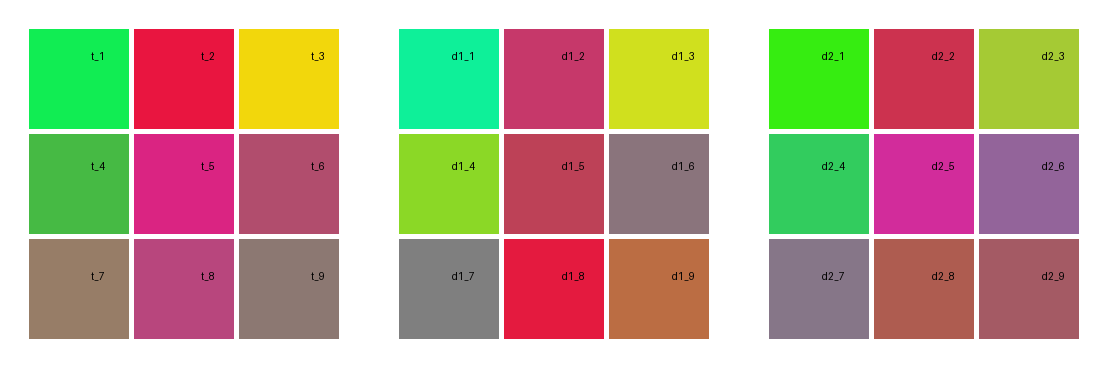 t_1 t_2 t_3 d1_1 d1_2 d1_3 d2_1 d2_2 d2_3
t_4 t_5 t_6 d1_4 d1_5 d1_6 d2_4 d2_5 d2_6
t_7 t_8 t_9 d1_7 d1_8 d1_9 d2_7 d2_8 d2_9